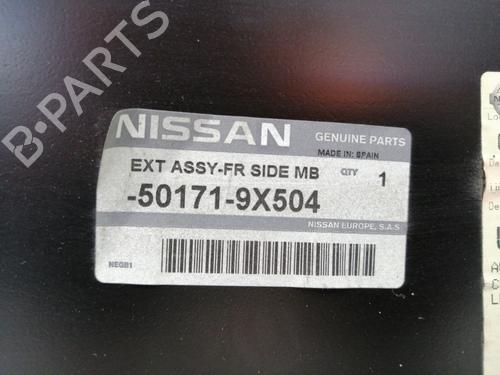 B-PARTS
NISSAN
GENUINE PARTS
MADE IN: SPAIN
EXT ASSY-FR SIDE MB
QTY 1
-50171-9X504
NISSAN EUROPE, S.A.S
NEGB1